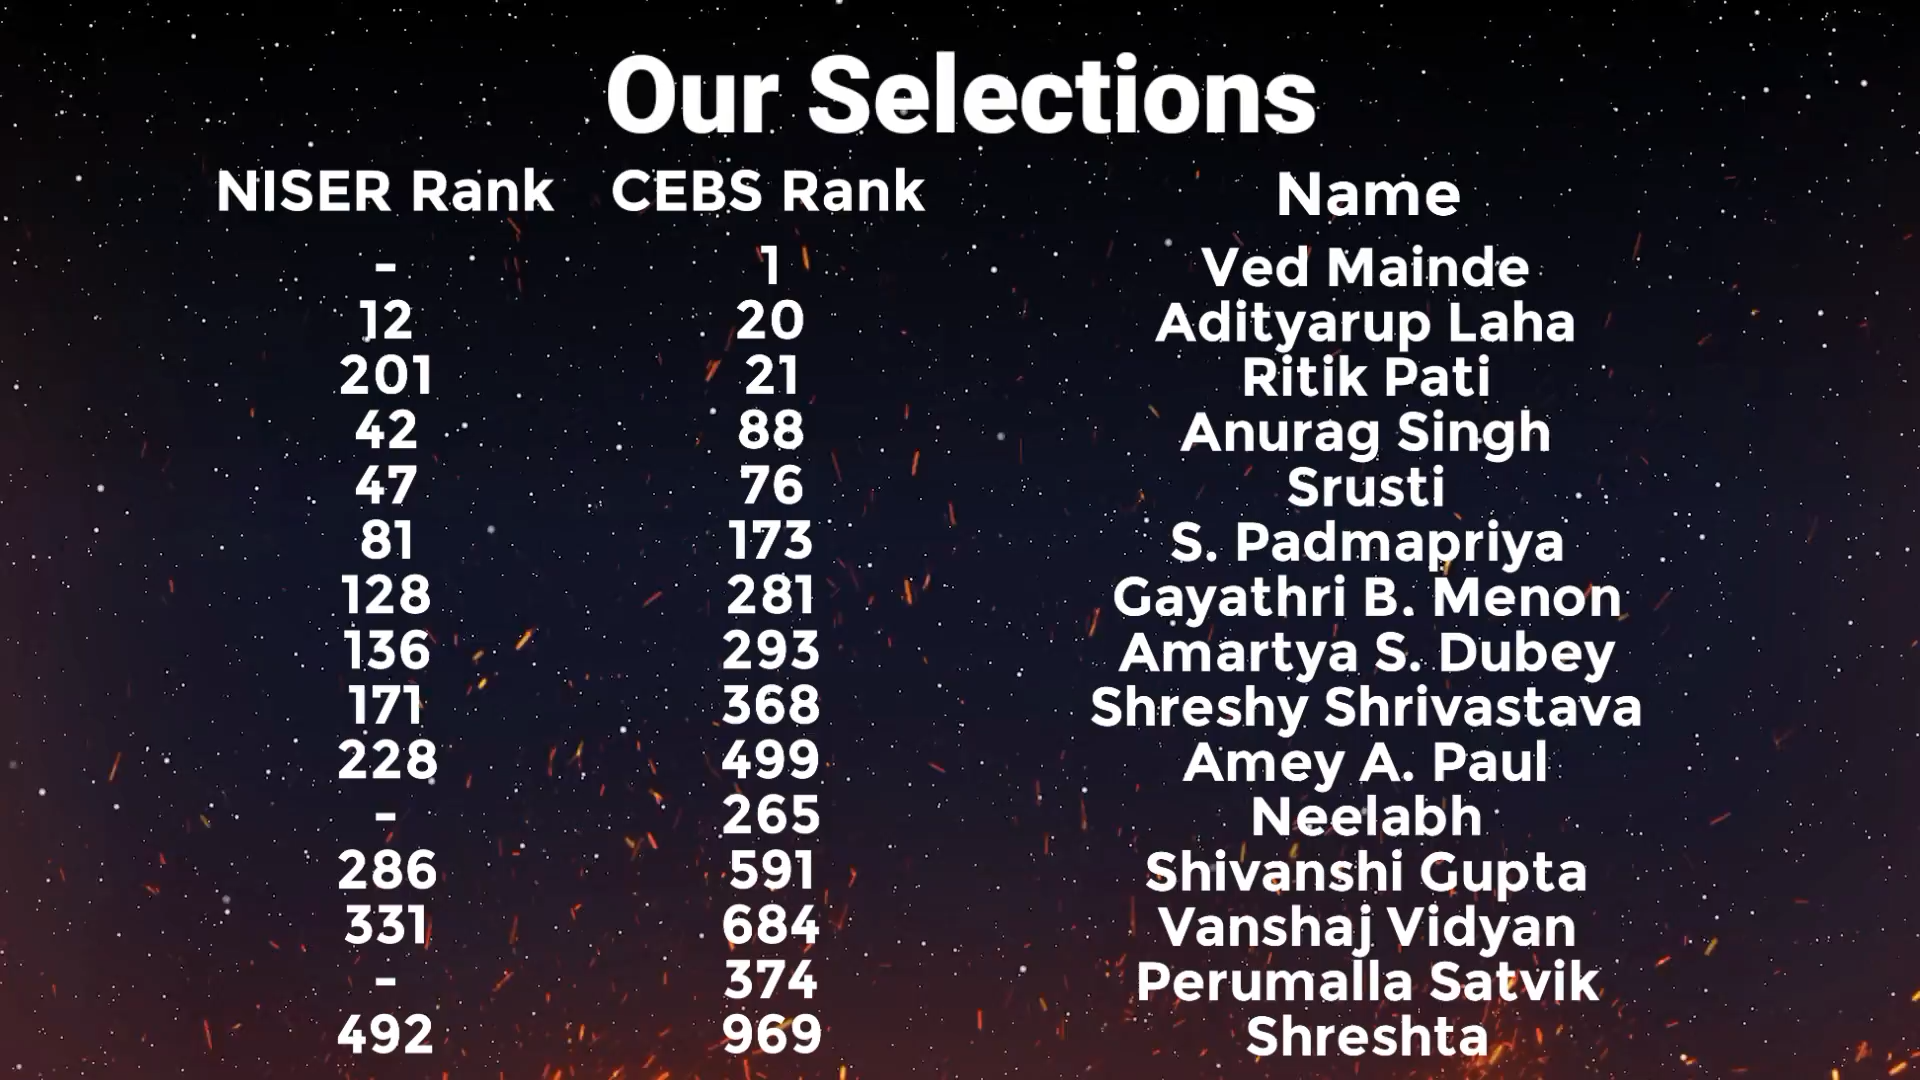 Our Selections
NISER Rank CEBS Rank Name
- 1 Ved Mainde
12 20 Adityarup Laha
201 21 Ritik Pati
42 88 Anurag Singh
47 76 Srusti
81 173 S. Padmapriya
128 281 Gayathri B. Menon
136 293 Amartya S. Dubey
171 368 Shreshy Shrivastava
228 499 Amey A. Paul
- 265 Neelabh
286 591 Shivanshi Gupta
331 684 Vanshaj Vidyan
- 374 Perumalla Satvik
492 969 Shreshta